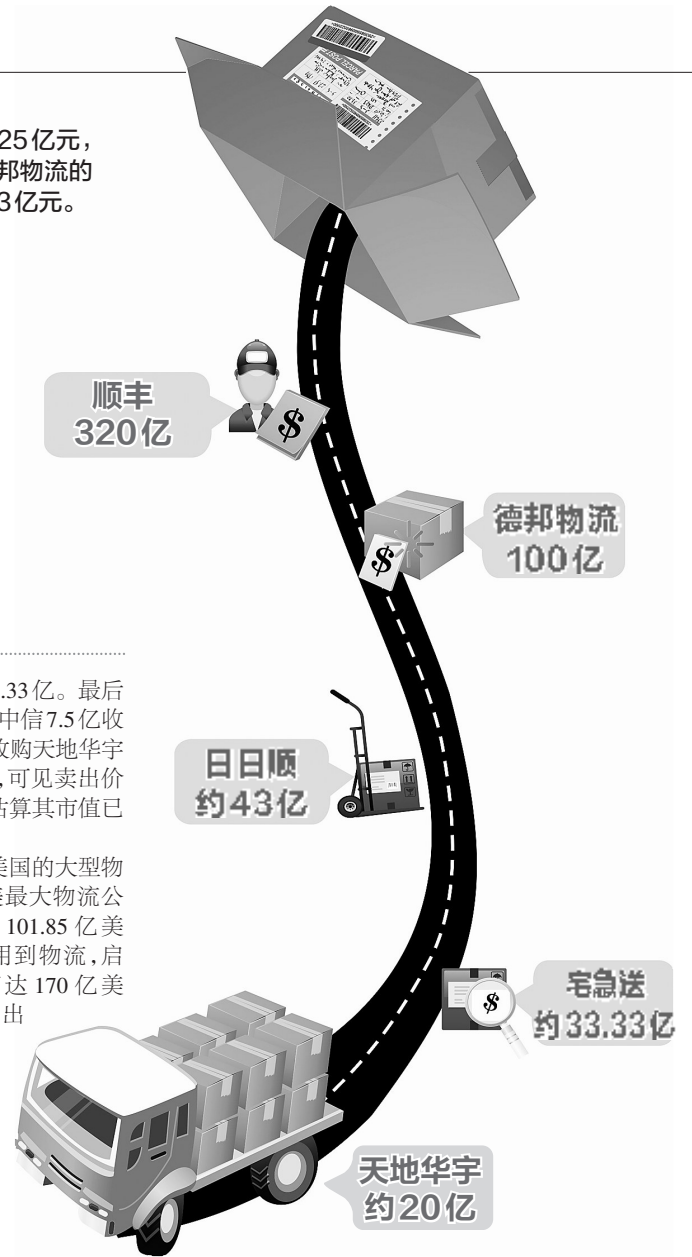 25亿元，
邦物流的
3亿元。
PARCEL POST
顺丰
320亿
$
德邦物流
100亿
$
.33亿。最后
中信7.5亿收
收购天地华宇
,可见卖出价
估算其市值已
日日顺
约43亿
美国的大型物
美最大物流公
101.85 亿美
用到物流,启
达 170 亿美
出
宅急送
约33.33亿
$
天地华宇
约20亿